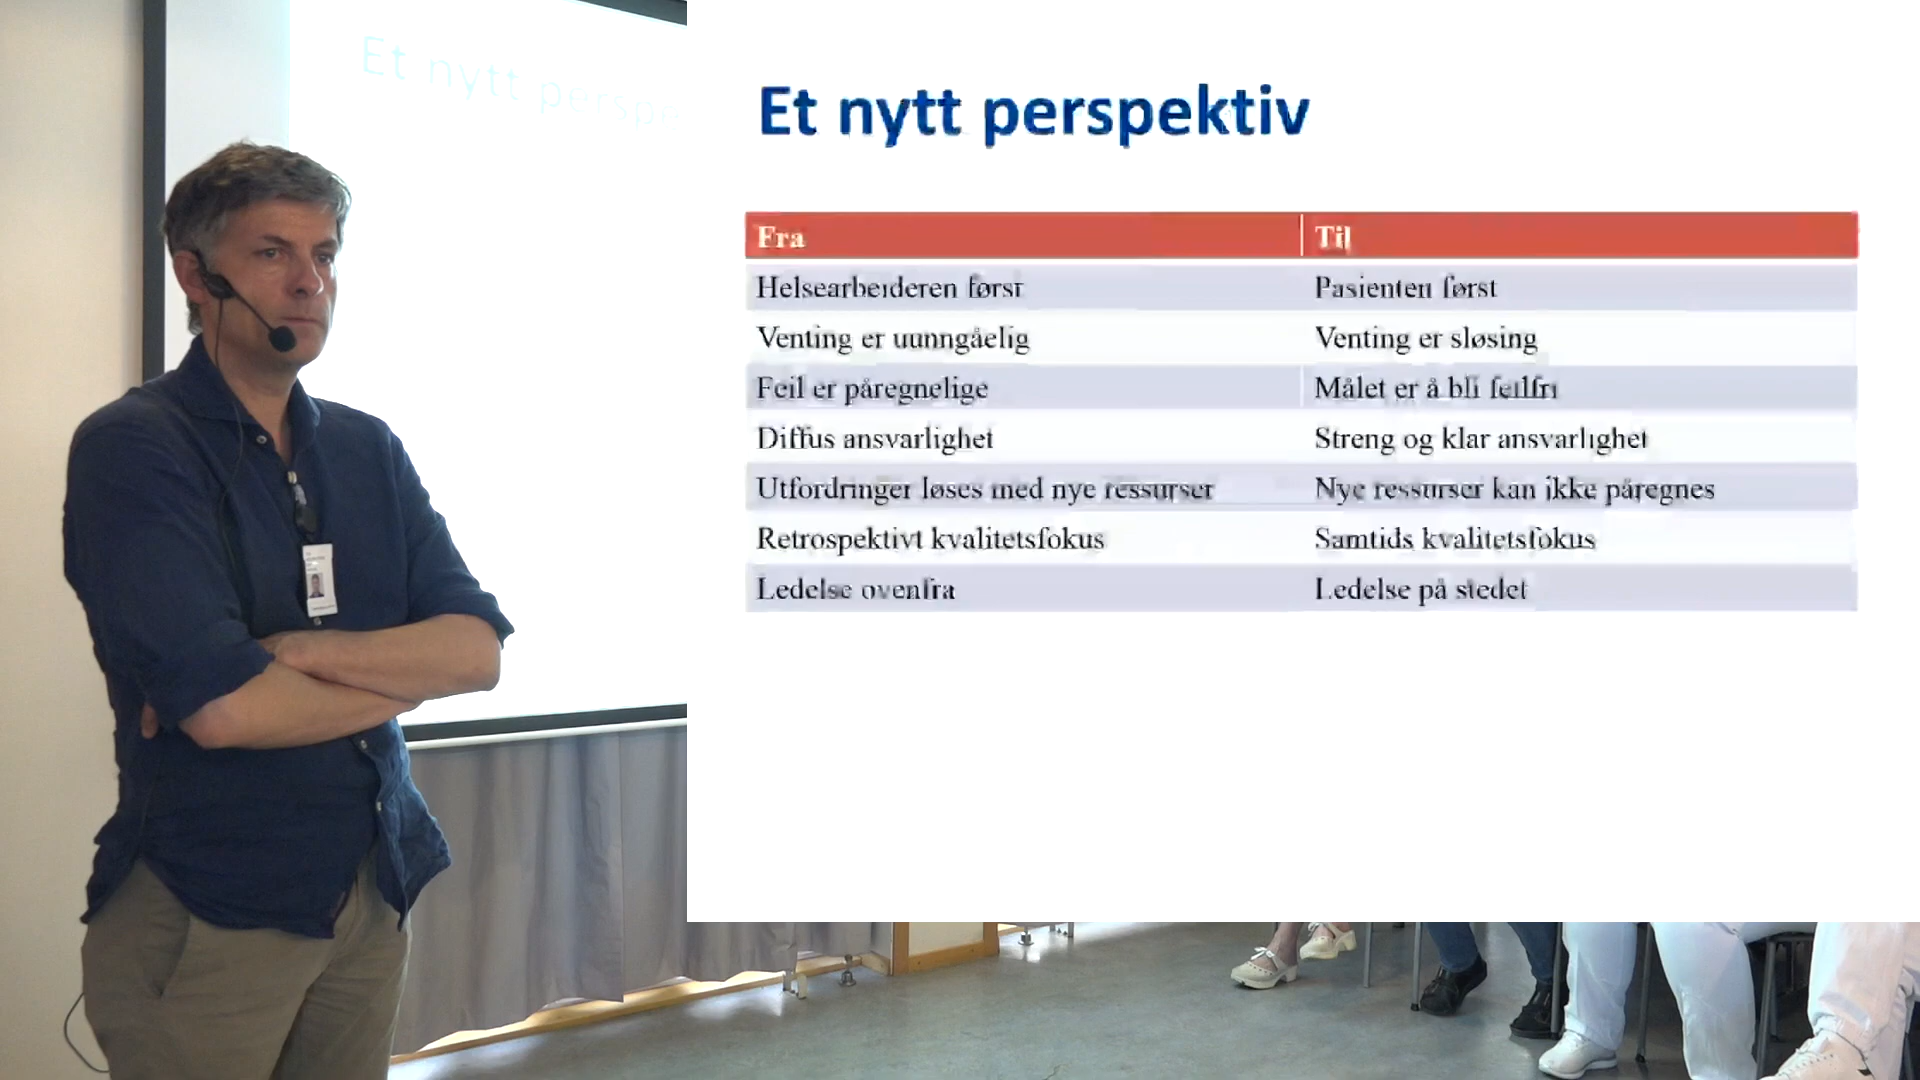 Et nytt perspe
Et nytt perspektiv
Fra Til
Helsearbeideren først Pasienten først
Venting er uunngåelig Venting er sløsing
Feil er påregnelige Målet er å bli feilfri
Diffus ansvarlighet Streng og klar ansvarlighet
Utfordringer løses med nye ressurser Nye ressurser kan ikke påregnes
Retrospektivt kvalitetsfokus Samtids kvalitetsfokus
Ledelse ovenfra Ledelse på stedet